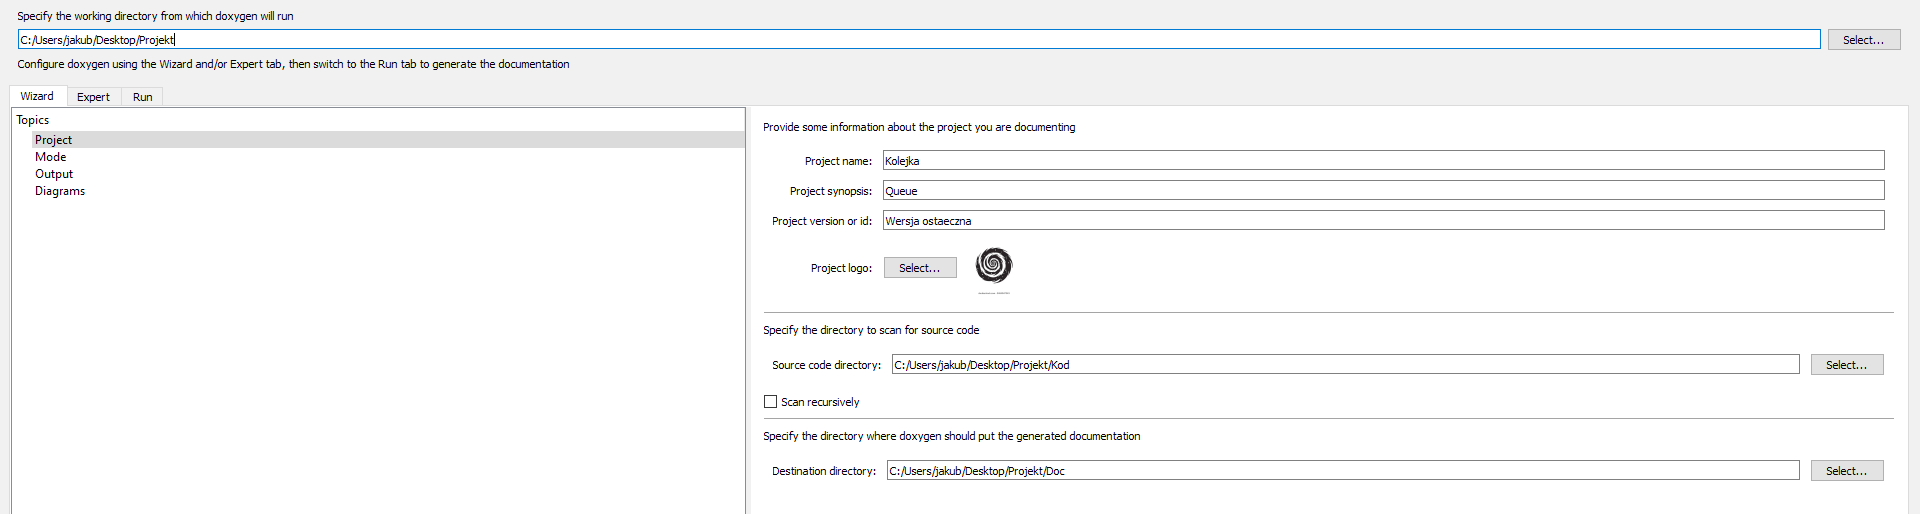 Specify the working directory from which doxygen will run
C:/Users/jakub/Desktop/Projekt
Select...
Configure doxygen using the Wizard and/or Expert tab, then switch to the Run tab to generate the documentation
Wizard Expert Run
Topics
Project
Mode
Output
Diagrams
Provide some information about the project you are documenting
Project name: Kolejka
Project synopsis: Queue
Project version or id: Wersja ostaeczna
Project logo: Select...
Specify the directory to scan for source code
Source code directory: C:/Users/jakub/Desktop/Projekt/Kod Select...
Scan recursively
Specify the directory where doxygen should put the generated documentation
Destination directory: C:/Users/jakub/Desktop/Projekt/Doc Select...